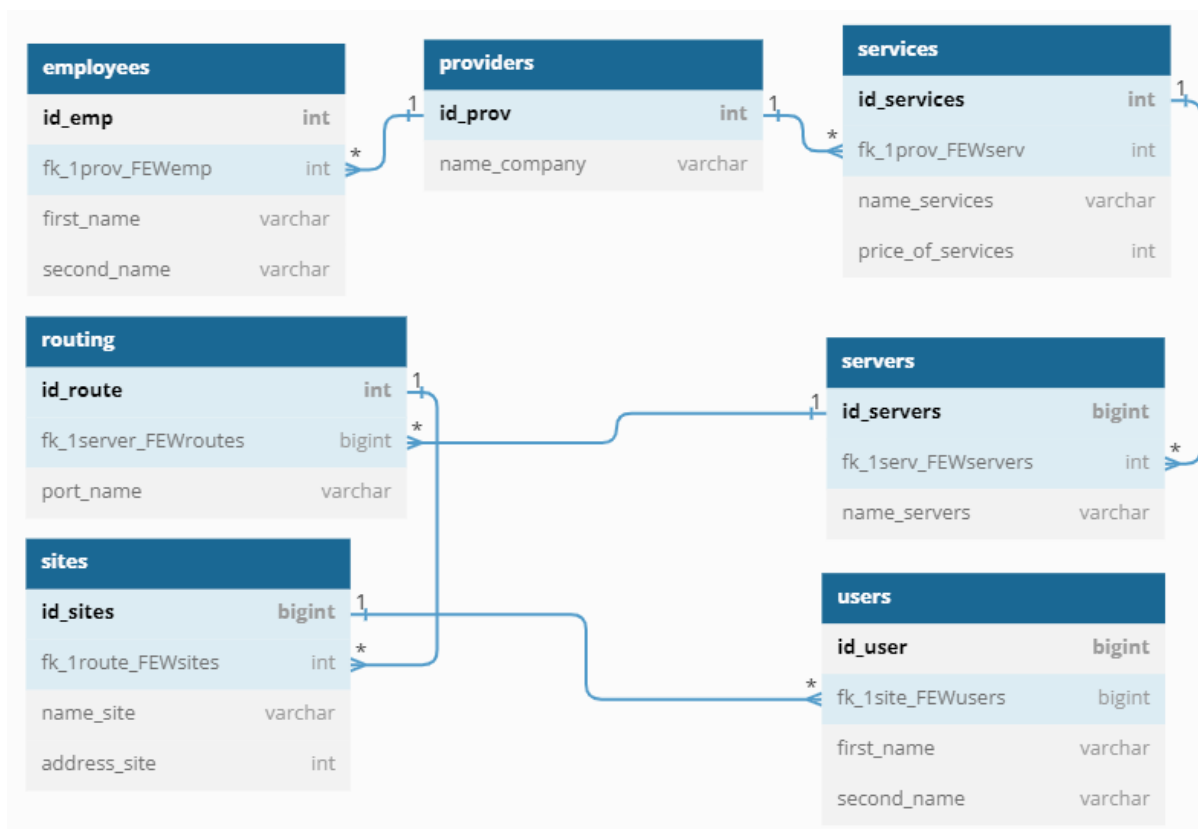 employees
id_emp int
fk_1prov_FEWemp int
first_name varchar
second_name varchar
1
*
providers
id_prov int
name_company varchar
1
*
services
id_services int
fk_1prov_FEWserv int
name_services varchar
price_of_services int
1
routing
id_route int
fk_1server_FEWroutes bigint
port_name varchar
1
*
1
servers
id_servers bigint
fk_1serv_FEWservers int
name_servers varchar
*
sites
id_sites bigint
fk_1route_FEWsites int
name_site varchar
address_site int
1
*
*
users
id_user bigint
fk_1site_FEWusers bigint
first_name varchar
second_name varchar